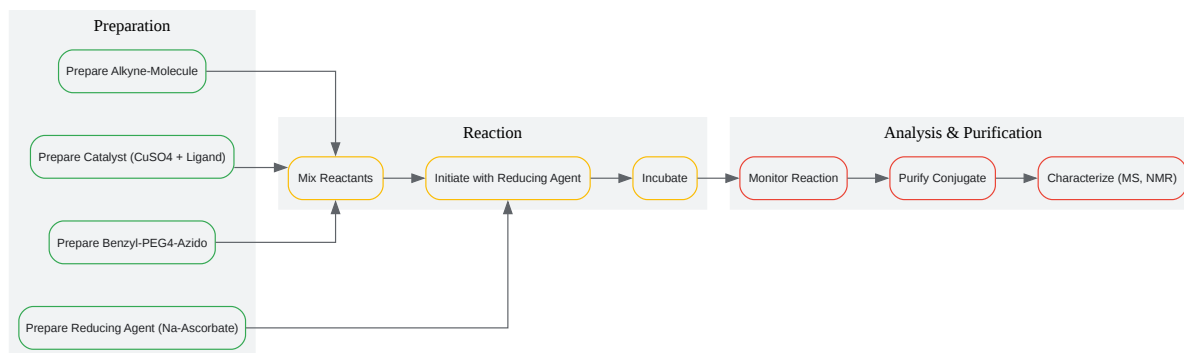 Preparation
Prepare Alkyne-Molecule
Prepare Catalyst (CuSO4 + Ligand)
Prepare Benzyl-PEG4-Azido
Prepare Reducing Agent (Na-Ascorbate)
Reaction
Mix Reactants
Initiate with Reducing Agent
Incubate
Analysis & Purification
Monitor Reaction
Purify Conjugate
Characterize (MS, NMR)